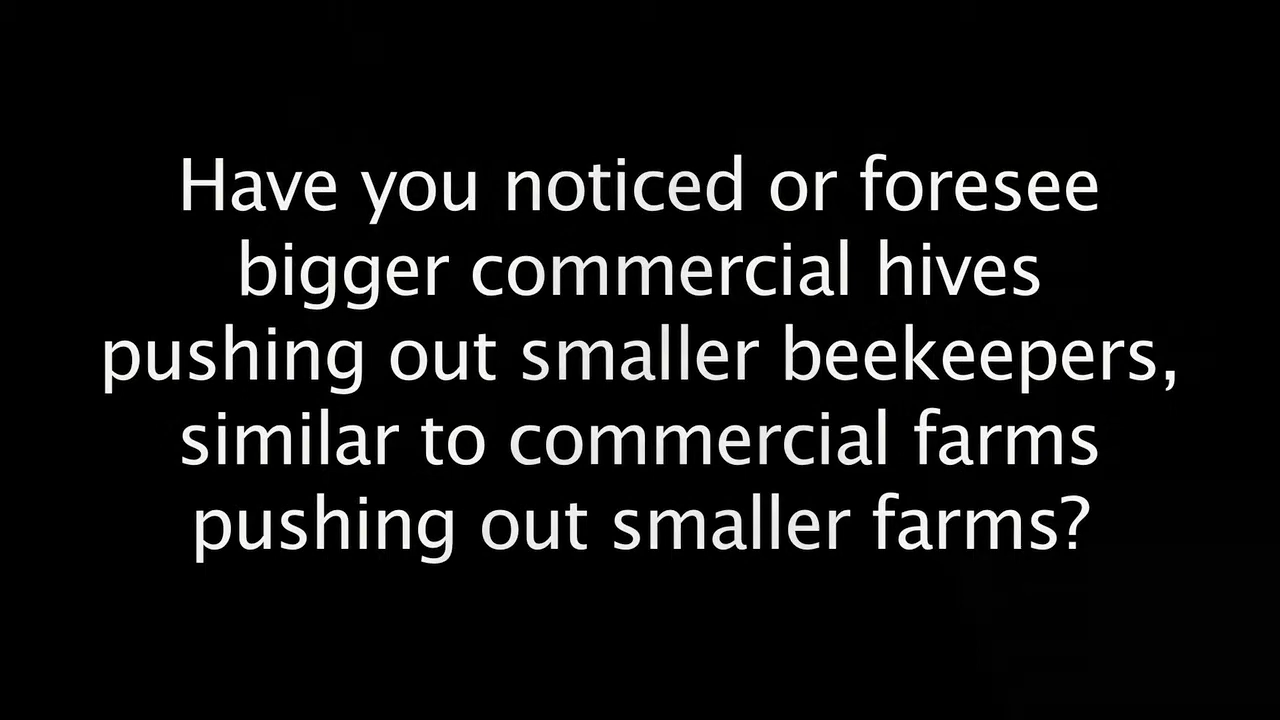 Have you noticed or foresee
bigger commercial hives
pushing out smaller beekeepers,
similar to commercial farms
pushing out smaller farms?